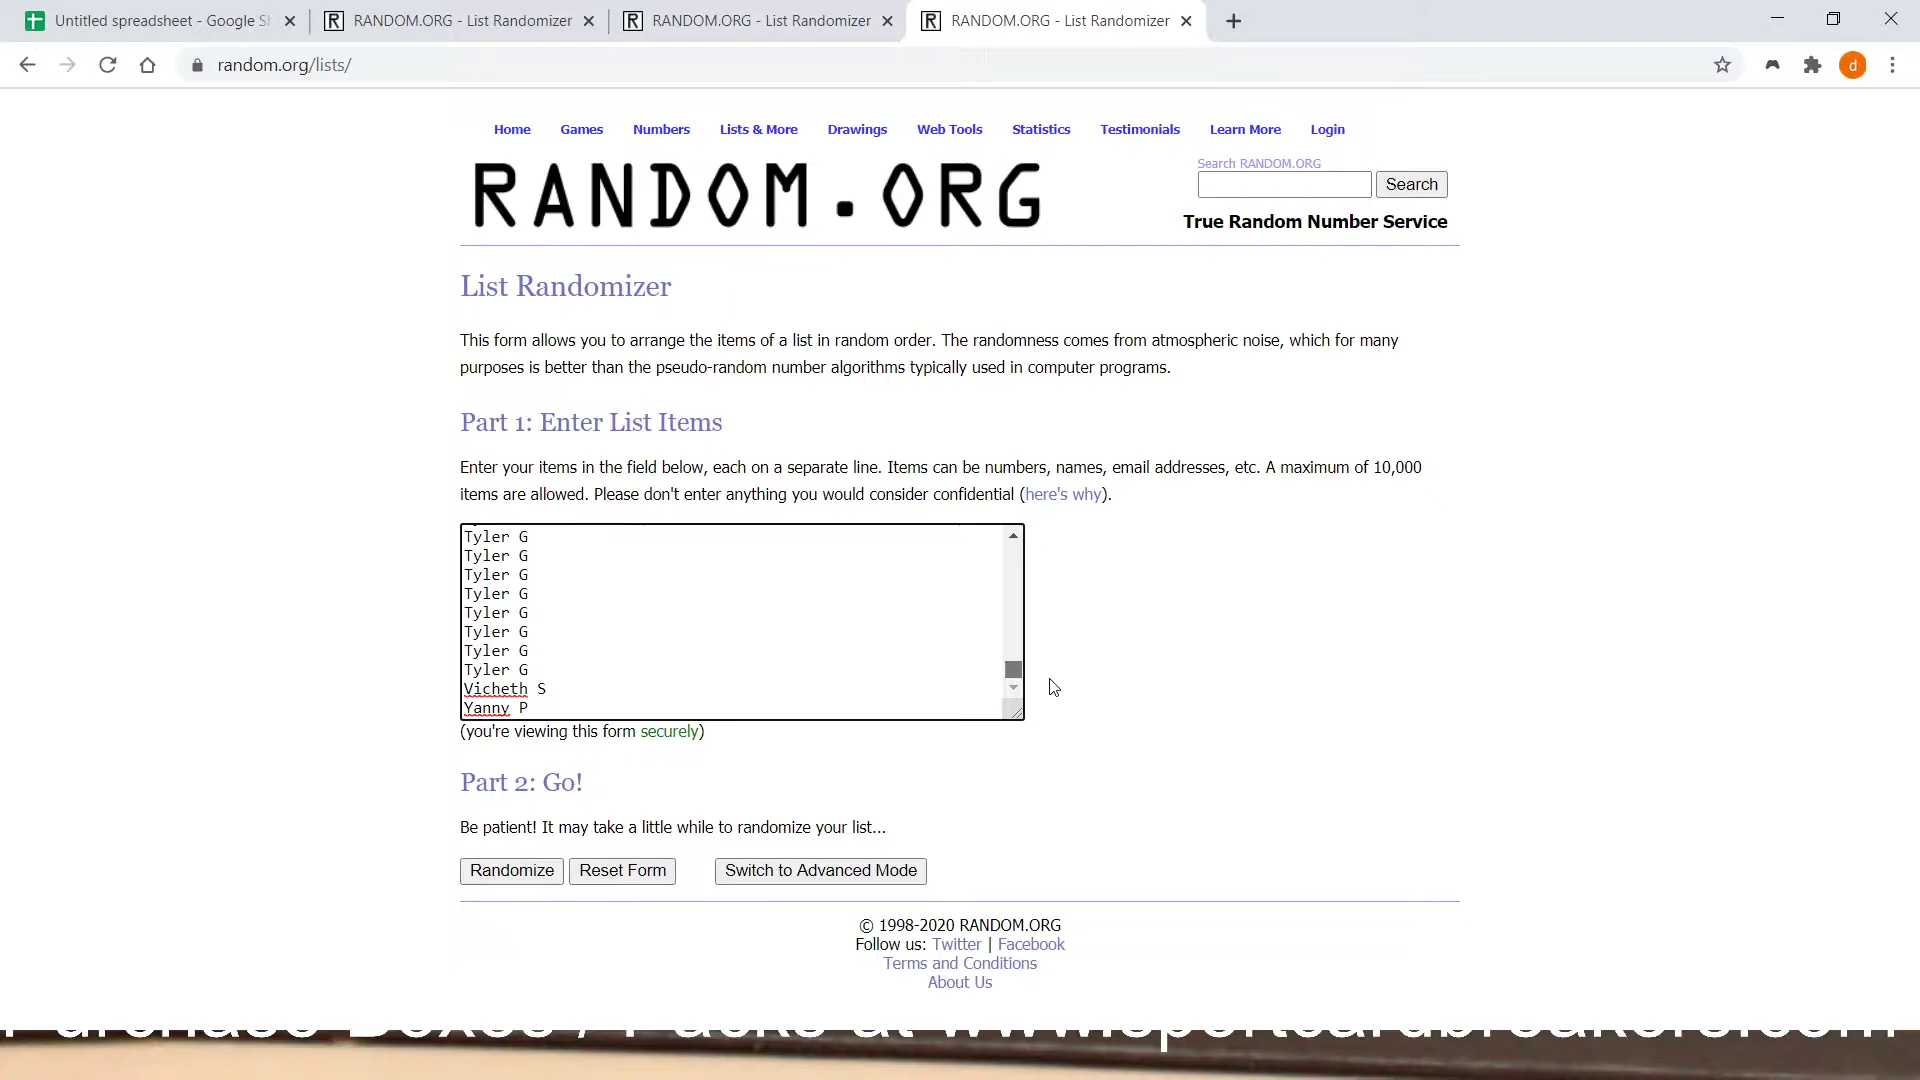 Untitled spreadsheet - Google Sh
RANDOM.ORG - List Randomizer
RANDOM.ORG - List Randomizer
RANDOM.ORG - List Randomizer
random.org/lists/
d
Home Games Numbers Lists & More Drawings Web Tools Statistics Testimonials Learn More Login
RANDOM.ORG
Search RANDOM.ORG
Search
True Random Number Service
List Randomizer
This form allows you to arrange the items of a list in random order. The randomness comes from atmospheric noise, which for many
purposes is better than the pseudo-random number algorithms typically used in computer programs.
Part 1: Enter List Items
Enter your items in the field below, each on a separate line. Items can be numbers, names, email addresses, etc. A maximum of 10,000
items are allowed. Please don't enter anything you would consider confidential (here's why).
Tyler G
Tyler G
Tyler G
Tyler G
Tyler G
Tyler G
Tyler G
Tyler G
Vicheth S
Yanny P
(you're viewing this form securely)
Part 2: Go!
Be patient! It may take a little while to randomize your list...
Randomize Reset Form Switch to Advanced Mode
© 1998-2020 RANDOM.ORG
Follow us: Twitter | Facebook
Terms and Conditions
About Us
Purchase Boxes / Packs at www.sportcardbreakers.com